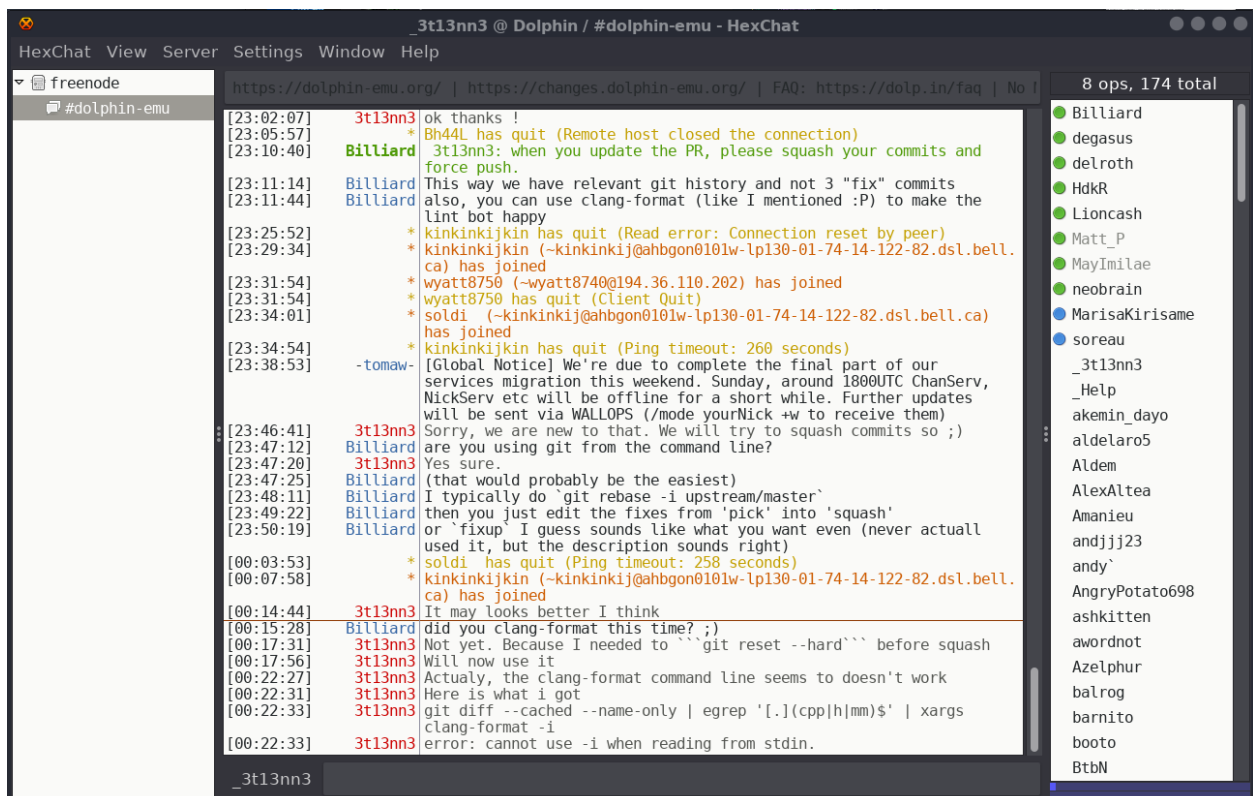 _3t13nn3 @ Dolphin / #dolphin-emu - HexChat
HexChat View Server Settings Window Help
freenode
#dolphin-emu
https://dolphin-emu.org/ | https://changes.dolphin-emu.org/ | FAQ: https://dolp.in/faq | No
8 ops, 174 total
[23:02:07] 3t13nn3 ok thanks !
[23:05:57] * Bh44L has quit (Remote host closed the connection)
[23:10:40] Billiard 3t13nn3: when you update the PR, please squash your commits and
force push.
[23:11:14] Billiard This way we have relevant git history and not 3 "fix" commits
[23:11:44] Billiard also, you can use clang-format (like I mentioned :P) to make the
lint bot happy
[23:25:52] * kinkinkijkin has quit (Read error: Connection reset by peer)
[23:29:34] * kinkinkijkin (~kinkinkij@ahbgon0101w-lp130-01-74-14-122-82.dsl.bell.
ca) has joined
[23:31:54] * wyatt8750 (~wyatt8740@194.36.110.202) has joined
[23:31:54] * wyatt8750 has quit (Client Quit)
[23:34:01] * soldi_ (~kinkinkij@ahbgon0101w-lp130-01-74-14-122-82.dsl.bell.ca)
has joined
[23:34:54] * kinkinkijkin has quit (Ping timeout: 260 seconds)
[23:38:53] -tomaw- [Global Notice] We're due to complete the final part of our
services migration this weekend. Sunday, around 1800UTC ChanServ,
NickServ etc will be offline for a short while. Further updates
will be sent via WALLOPS (/mode yourNick +w to receive them)
[23:46:41] 3t13nn3 Sorry, we are new to that. We will try to squash commits so ;)
[23:47:12] Billiard are you using git from the command line?
[23:47:20] 3t13nn3 Yes sure.
[23:47:25] Billiard (that would probably be the easiest)
[23:48:11] Billiard I typically do `git rebase -i upstream/master`
[23:49:22] Billiard then you just edit the fixes from 'pick' into 'squash'
[23:50:19] Billiard or `fixup` I guess sounds like what you want even (never actuall
used it, but the description sounds right)
[00:03:53] * soldi_ has quit (Ping timeout: 258 seconds)
[00:07:58] * kinkinkijkin (~kinkinkij@ahbgon0101w-lp130-01-74-14-122-82.dsl.bell.
ca) has joined
[00:14:44] 3t13nn3 It may looks better I think
[00:15:28] Billiard did you clang-format this time? ;)
[00:17:31] 3t13nn3 Not yet. Because I needed to ```git reset --hard``` before squash
[00:17:56] 3t13nn3 Will now use it
[00:22:27] 3t13nn3 Actualy, the clang-format command line seems to doesn't work
[00:22:31] 3t13nn3 Here is what i got
[00:22:33] 3t13nn3 git diff --cached --name-only | egrep '[.](cpp|h|mm)$' | xargs
clang-format -i
[00:22:33] 3t13nn3 error: cannot use -i when reading from stdin.
_3t13nn3
Billiard
degasus
delroth
HdkR
Lioncash
Matt_P
MayImilae
neobrain
MarisaKirisame
soreau
_3t13nn3
_Help
akemin_dayo
aldelaro5
Aldem
AlexAltea
Amanieu
andjjj23
andy`
AngryPotato698
ashkitten
awordnot
Azelphur
balrog
barnito
booto
BtbN